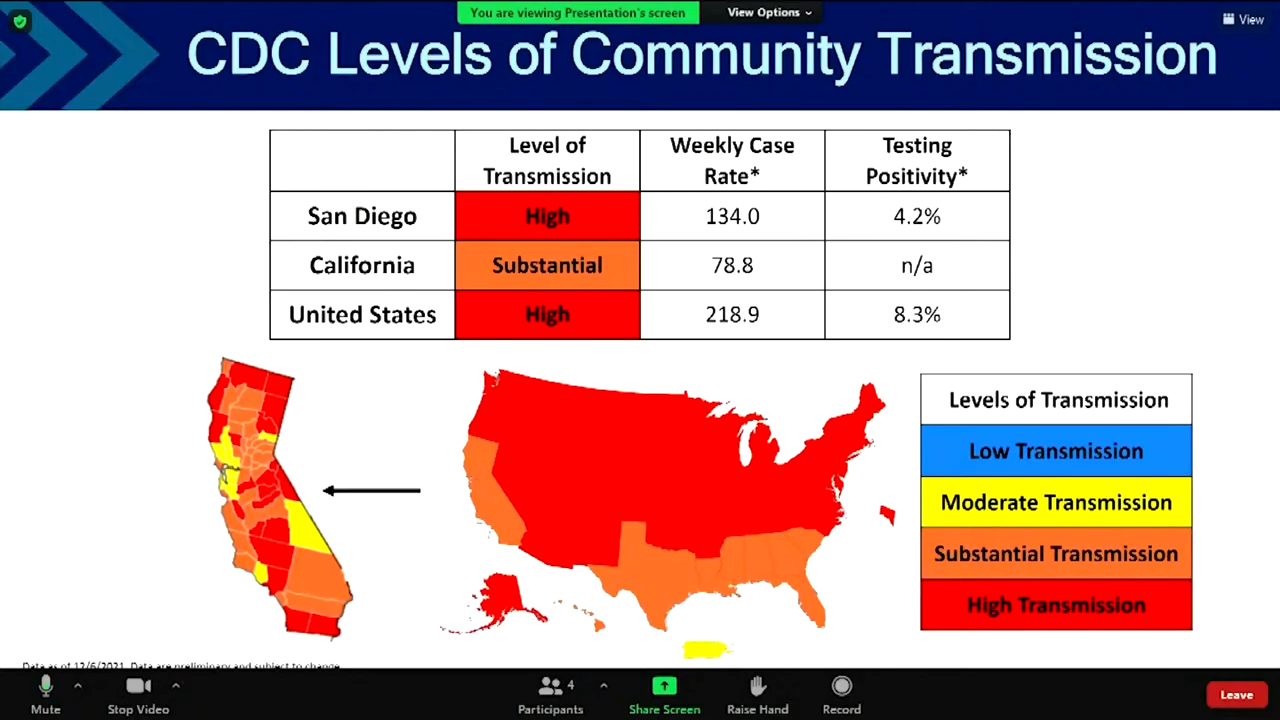 You are viewing Presentation's screen
View Options
View
CDC Levels of Community Transmission
Level of Transmission
Weekly Case Rate*
Testing Positivity*
San Diego
High
134.0
4.2%
California
Substantial
78.8
n/a
United States
High
218.9
8.3%
Levels of Transmission
Low Transmission
Moderate Transmission
Substantial Transmission
High Transmission
Data as of 12/6/2021. Data are preliminary and subject to change.
Mute
Stop Video
4
Participants
Share Screen
Raise Hand
Record
Leave